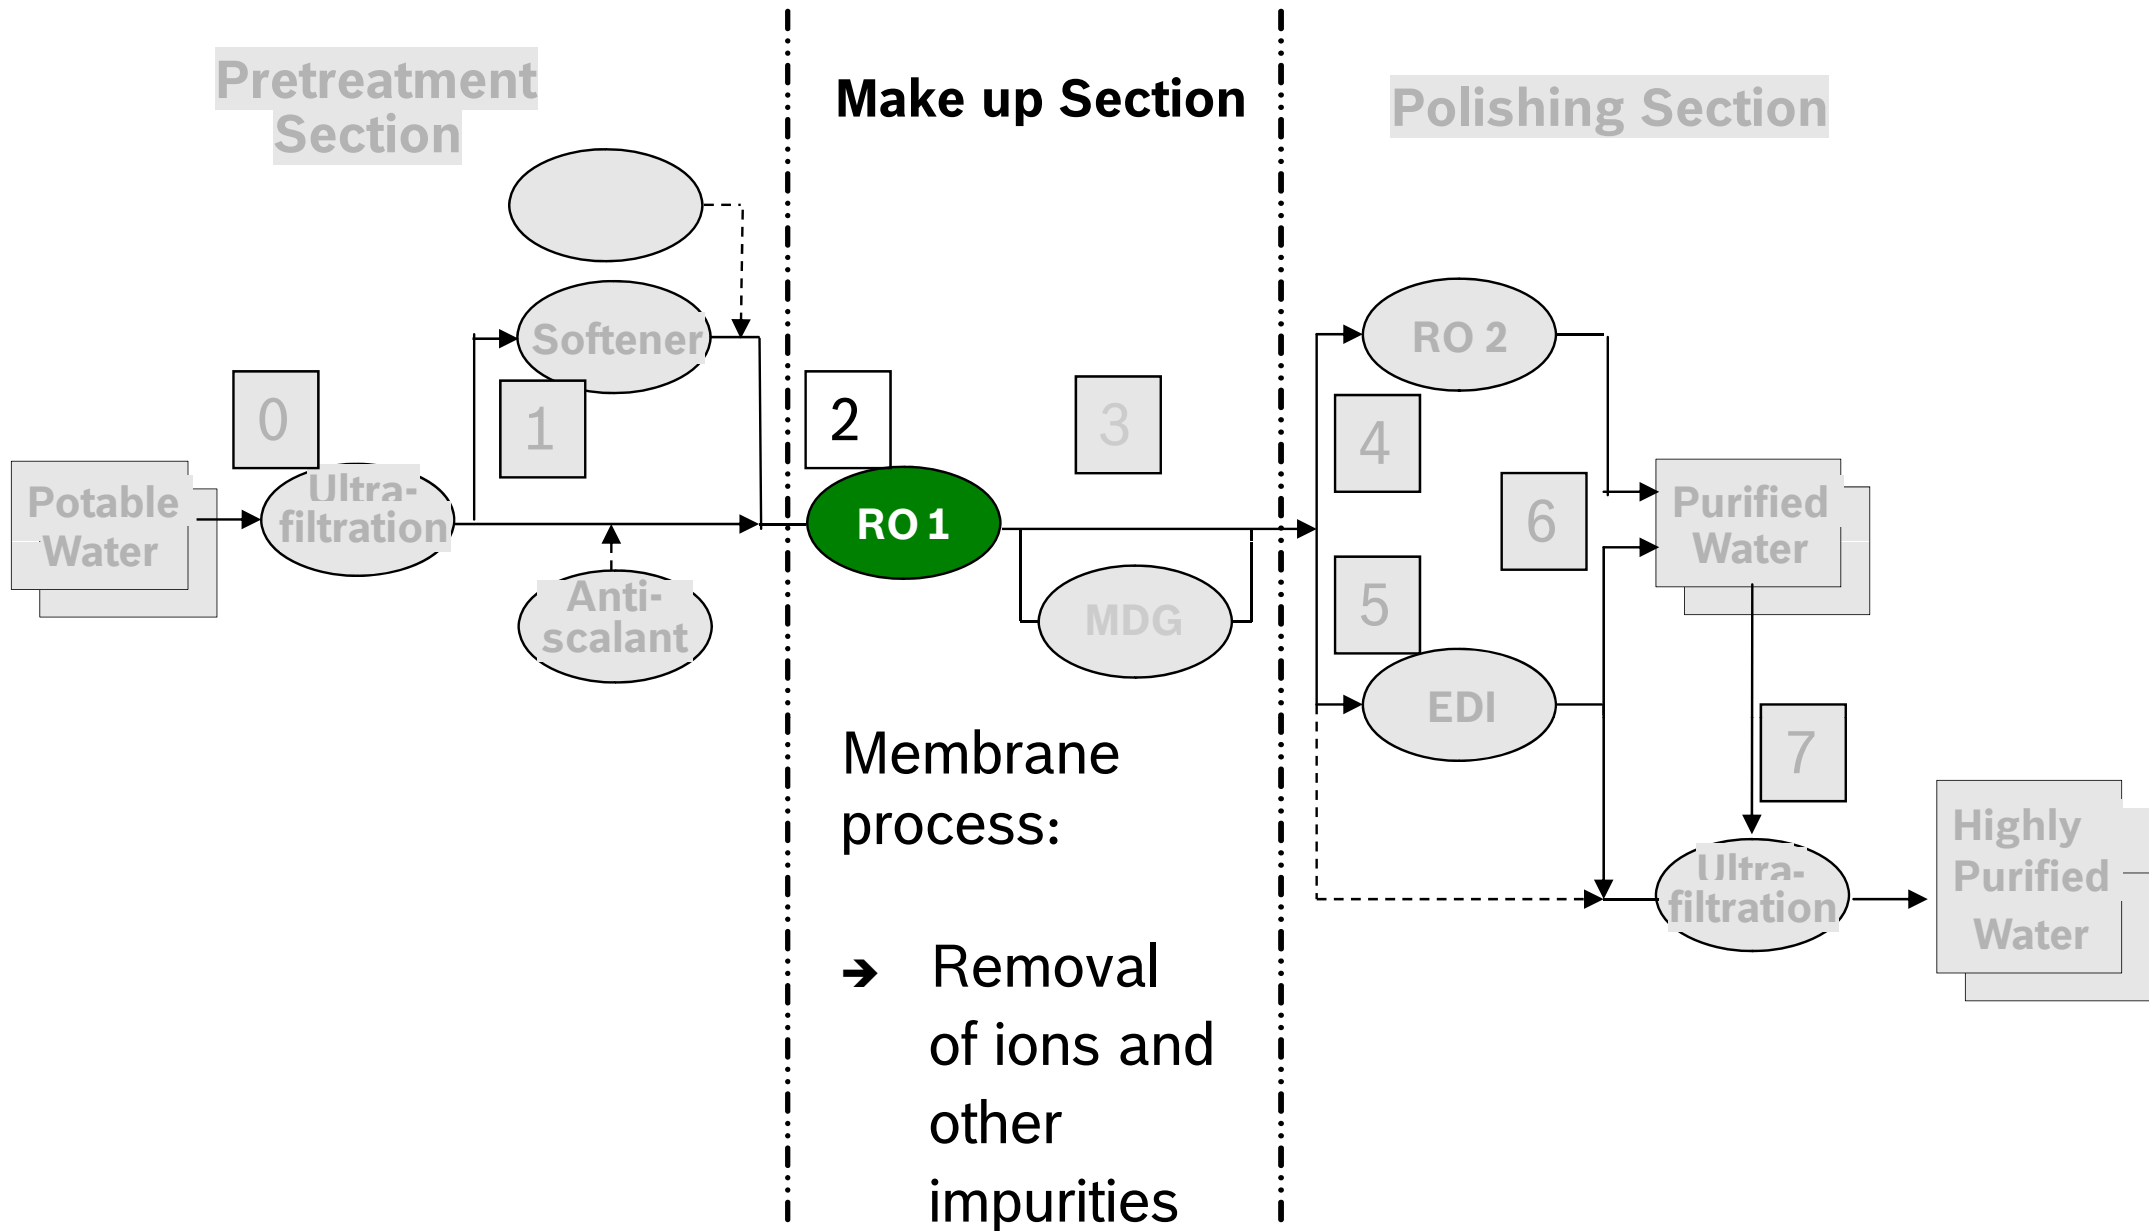 Pretreatment
Section
Make up Section
Polishing Section
Softener
RO 2
0
1
2
3
4
Potable
Water
Ultra-
filtration
RO 1
6
Purified
Water
Anti-
scalant
MDG
5
EDI
7
Membrane
process:
Highly
Purified
Water
Ultra-
filtration
➔ Removal
of ions and
other
impurities